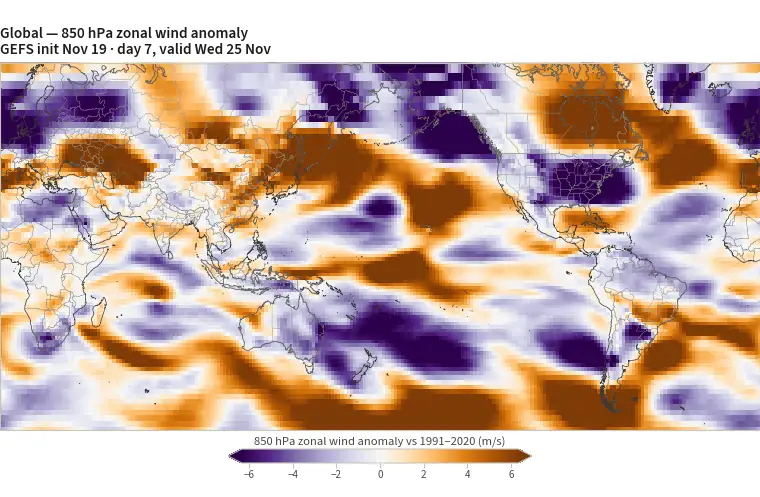 Global — 850 hPa zonal wind anomaly
GEFS init Nov 19 · day 7, valid Wed 25 Nov
850 hPa zonal wind anomaly vs 1991–2020 (m/s)
−6 −4 −2 0 2 4 6